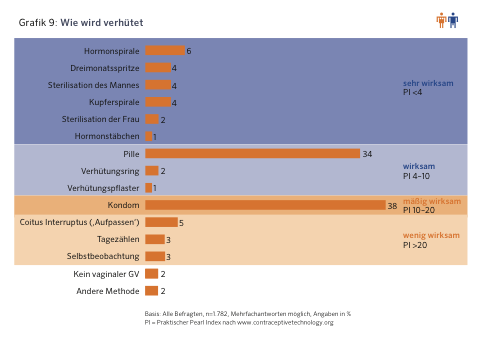 Grafik 9: Wie wird verhütet
Hormonspirale 6
Dreimonatsspritze 4
Sterilisation des Mannes 4
sehr wirksam
PI <4
Kupferspirale 4
Sterilisation der Frau 2
Hormonstäbchen 1
Pille 34
wirksam
PI 4–10
Verhütungsring 2
Verhütungspflaster 1
Kondom 38
mäßig wirksam
PI 10–20
Coitus Interruptus (‚Aufpassen‘) 5
Tagezählen 3
wenig wirksam
PI >20
Selbstbeobachtung 3
Kein vaginaler GV 2
Andere Methode 2
Basis: Alle Befragten, n=1.782, Mehrfachantworten möglich, Angaben in %
PI = Praktischer Pearl Index nach www.contraceptivetechnology.org